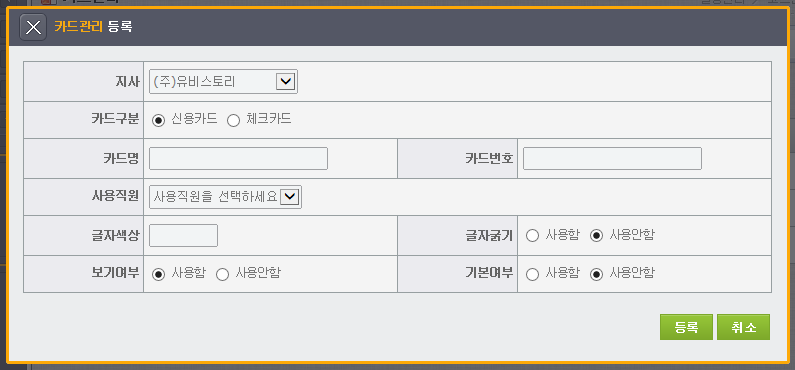 카드관리 등록
지사 (주)유비스토리
카드구분 신용카드 체크카드
카드명 카드번호
사용직원 사용직원을 선택하세요
글자색상 글자굵기 사용함 사용안함
보기여부 사용함 사용안함 기본여부 사용함 사용안함
등록 취소